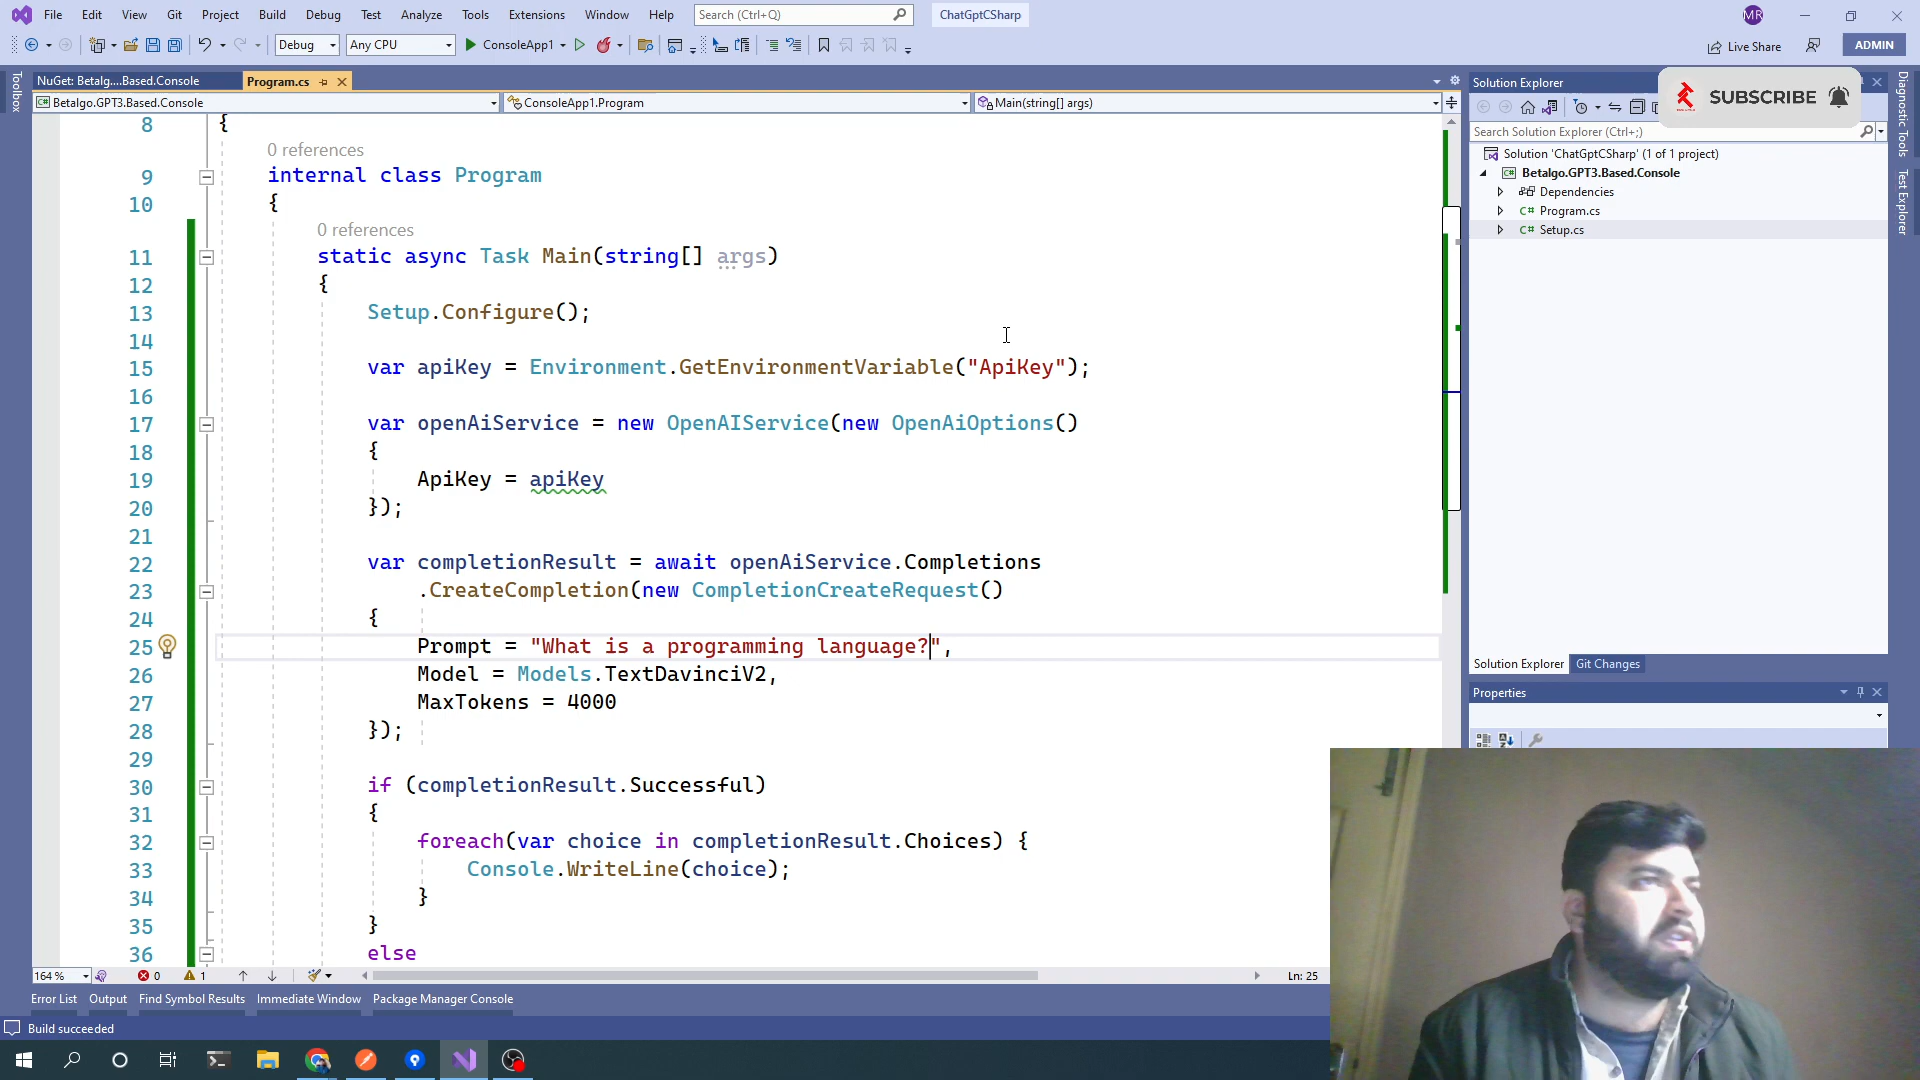 File Edit View Git Project Build Debug Test Analyze Tools Extensions Window Help Search (Ctrl+Q) ChatGptCSharp MR
Debug Any CPU ConsoleApp1 Live Share ADMIN
Toolbox
NuGet: Betalg....Based.Console Program.cs
Betalgo.GPT3.Based.Console ConsoleApp1.Program Main(string[] args)
8 {
0 references
9 internal class Program
10 {
0 references
11 static async Task Main(string[] args)
12 {
13 Setup.Configure();
14
15 var apiKey = Environment.GetEnvironmentVariable("ApiKey");
16
17 var openAiService = new OpenAIService(new OpenAiOptions()
18 {
19 ApiKey = apiKey
20 });
21
22 var completionResult = await openAiService.Completions
23 .CreateCompletion(new CompletionCreateRequest()
24 {
25 Prompt = "What is a programming language?",
26 Model = Models.TextDavinciV2,
27 MaxTokens = 4000
28 });
29
30 if (completionResult.Successful)
31 {
32 foreach(var choice in completionResult.Choices) {
33 Console.WriteLine(choice);
34 }
35 }
36 else
164 % 0 1 Ln: 25
Error List Output Find Symbol Results Immediate Window Package Manager Console
Build succeeded
Solution Explorer
SUBSCRIBE
Search Solution Explorer (Ctrl+;)
Solution 'ChatGptCSharp' (1 of 1 project)
Betalgo.GPT3.Based.Console
Dependencies
C# Program.cs
C# Setup.cs
Solution Explorer Git Changes
Properties
Diagnostic Tools
Test Explorer